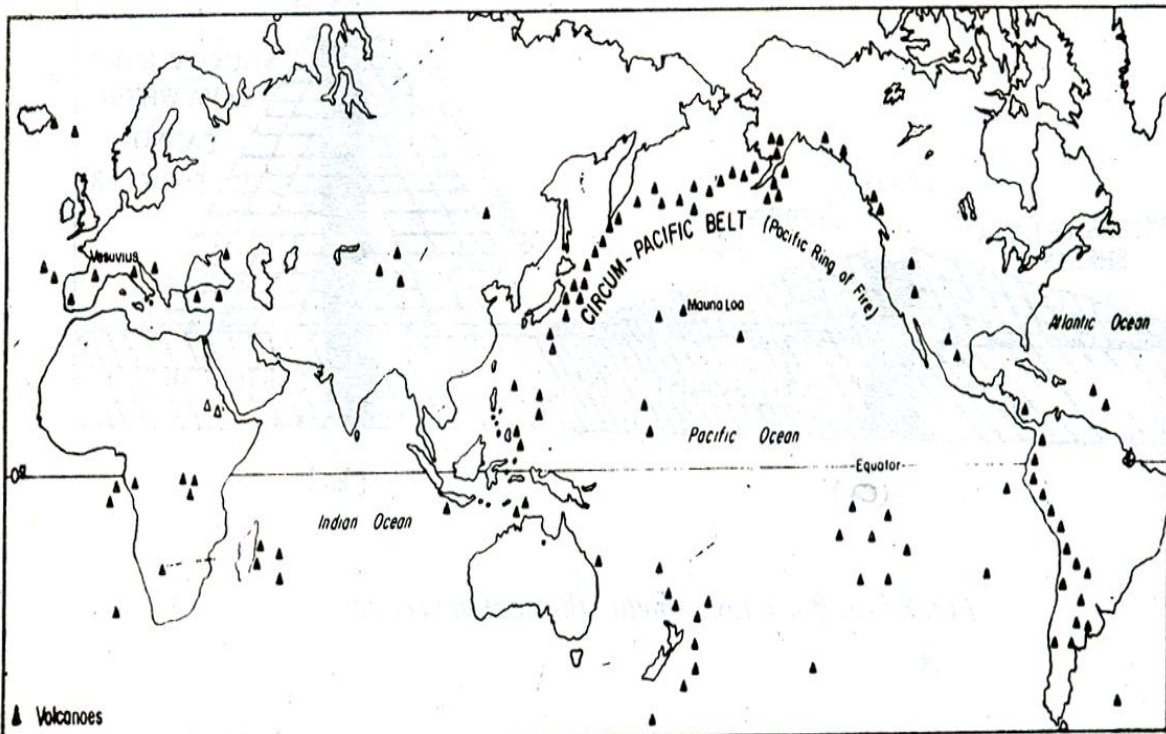 Vesuvius
CIRCUM - PACIFIC BELT (Pacific Ring of Fire)
Mauna Loa
Atlantic Ocean
Pacific Ocean
0°
Equator
Indian Ocean
Volcanoes